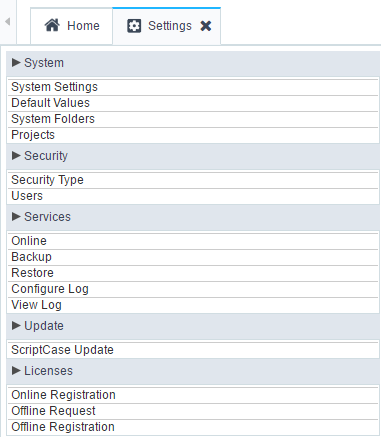 Home
Settings
System
System Settings
Default Values
System Folders
Projects
Security
Security Type
Users
Services
Online
Backup
Restore
Configure Log
View Log
Update
ScriptCase Update
Licenses
Online Registration
Offline Request
Offline Registration